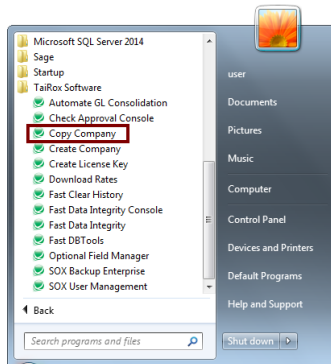 Microsoft SQL Server 2014
Sage
Startup
TaiRox Software
Automate GL Consolidation
Check Approval Console
Copy Company
Create Company
Create License Key
Download Rates
Fast Clear History
Fast Data Integrity Console
Fast Data Integrity
Fast DBTools
Optional Field Manager
SOX Backup Enterprise
SOX User Management
Back
Search programs and files
user
Documents
Pictures
Music
Computer
Control Panel
Devices and Printers
Default Programs
Help and Support
Shut down